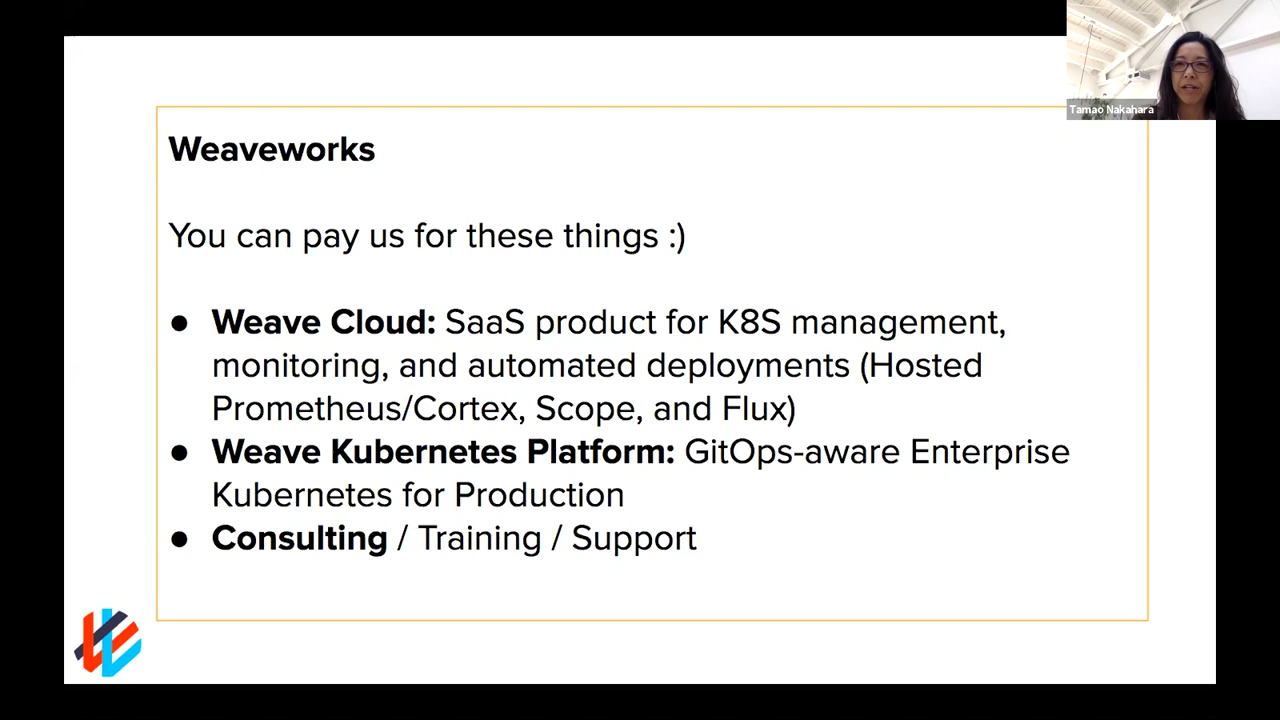 Tamao Nakahara
Weaveworks
You can pay us for these things :)
● Weave Cloud: SaaS product for K8S management,
monitoring, and automated deployments (Hosted
Prometheus/Cortex, Scope, and Flux)
● Weave Kubernetes Platform: GitOps-aware Enterprise
Kubernetes for Production
● Consulting / Training / Support